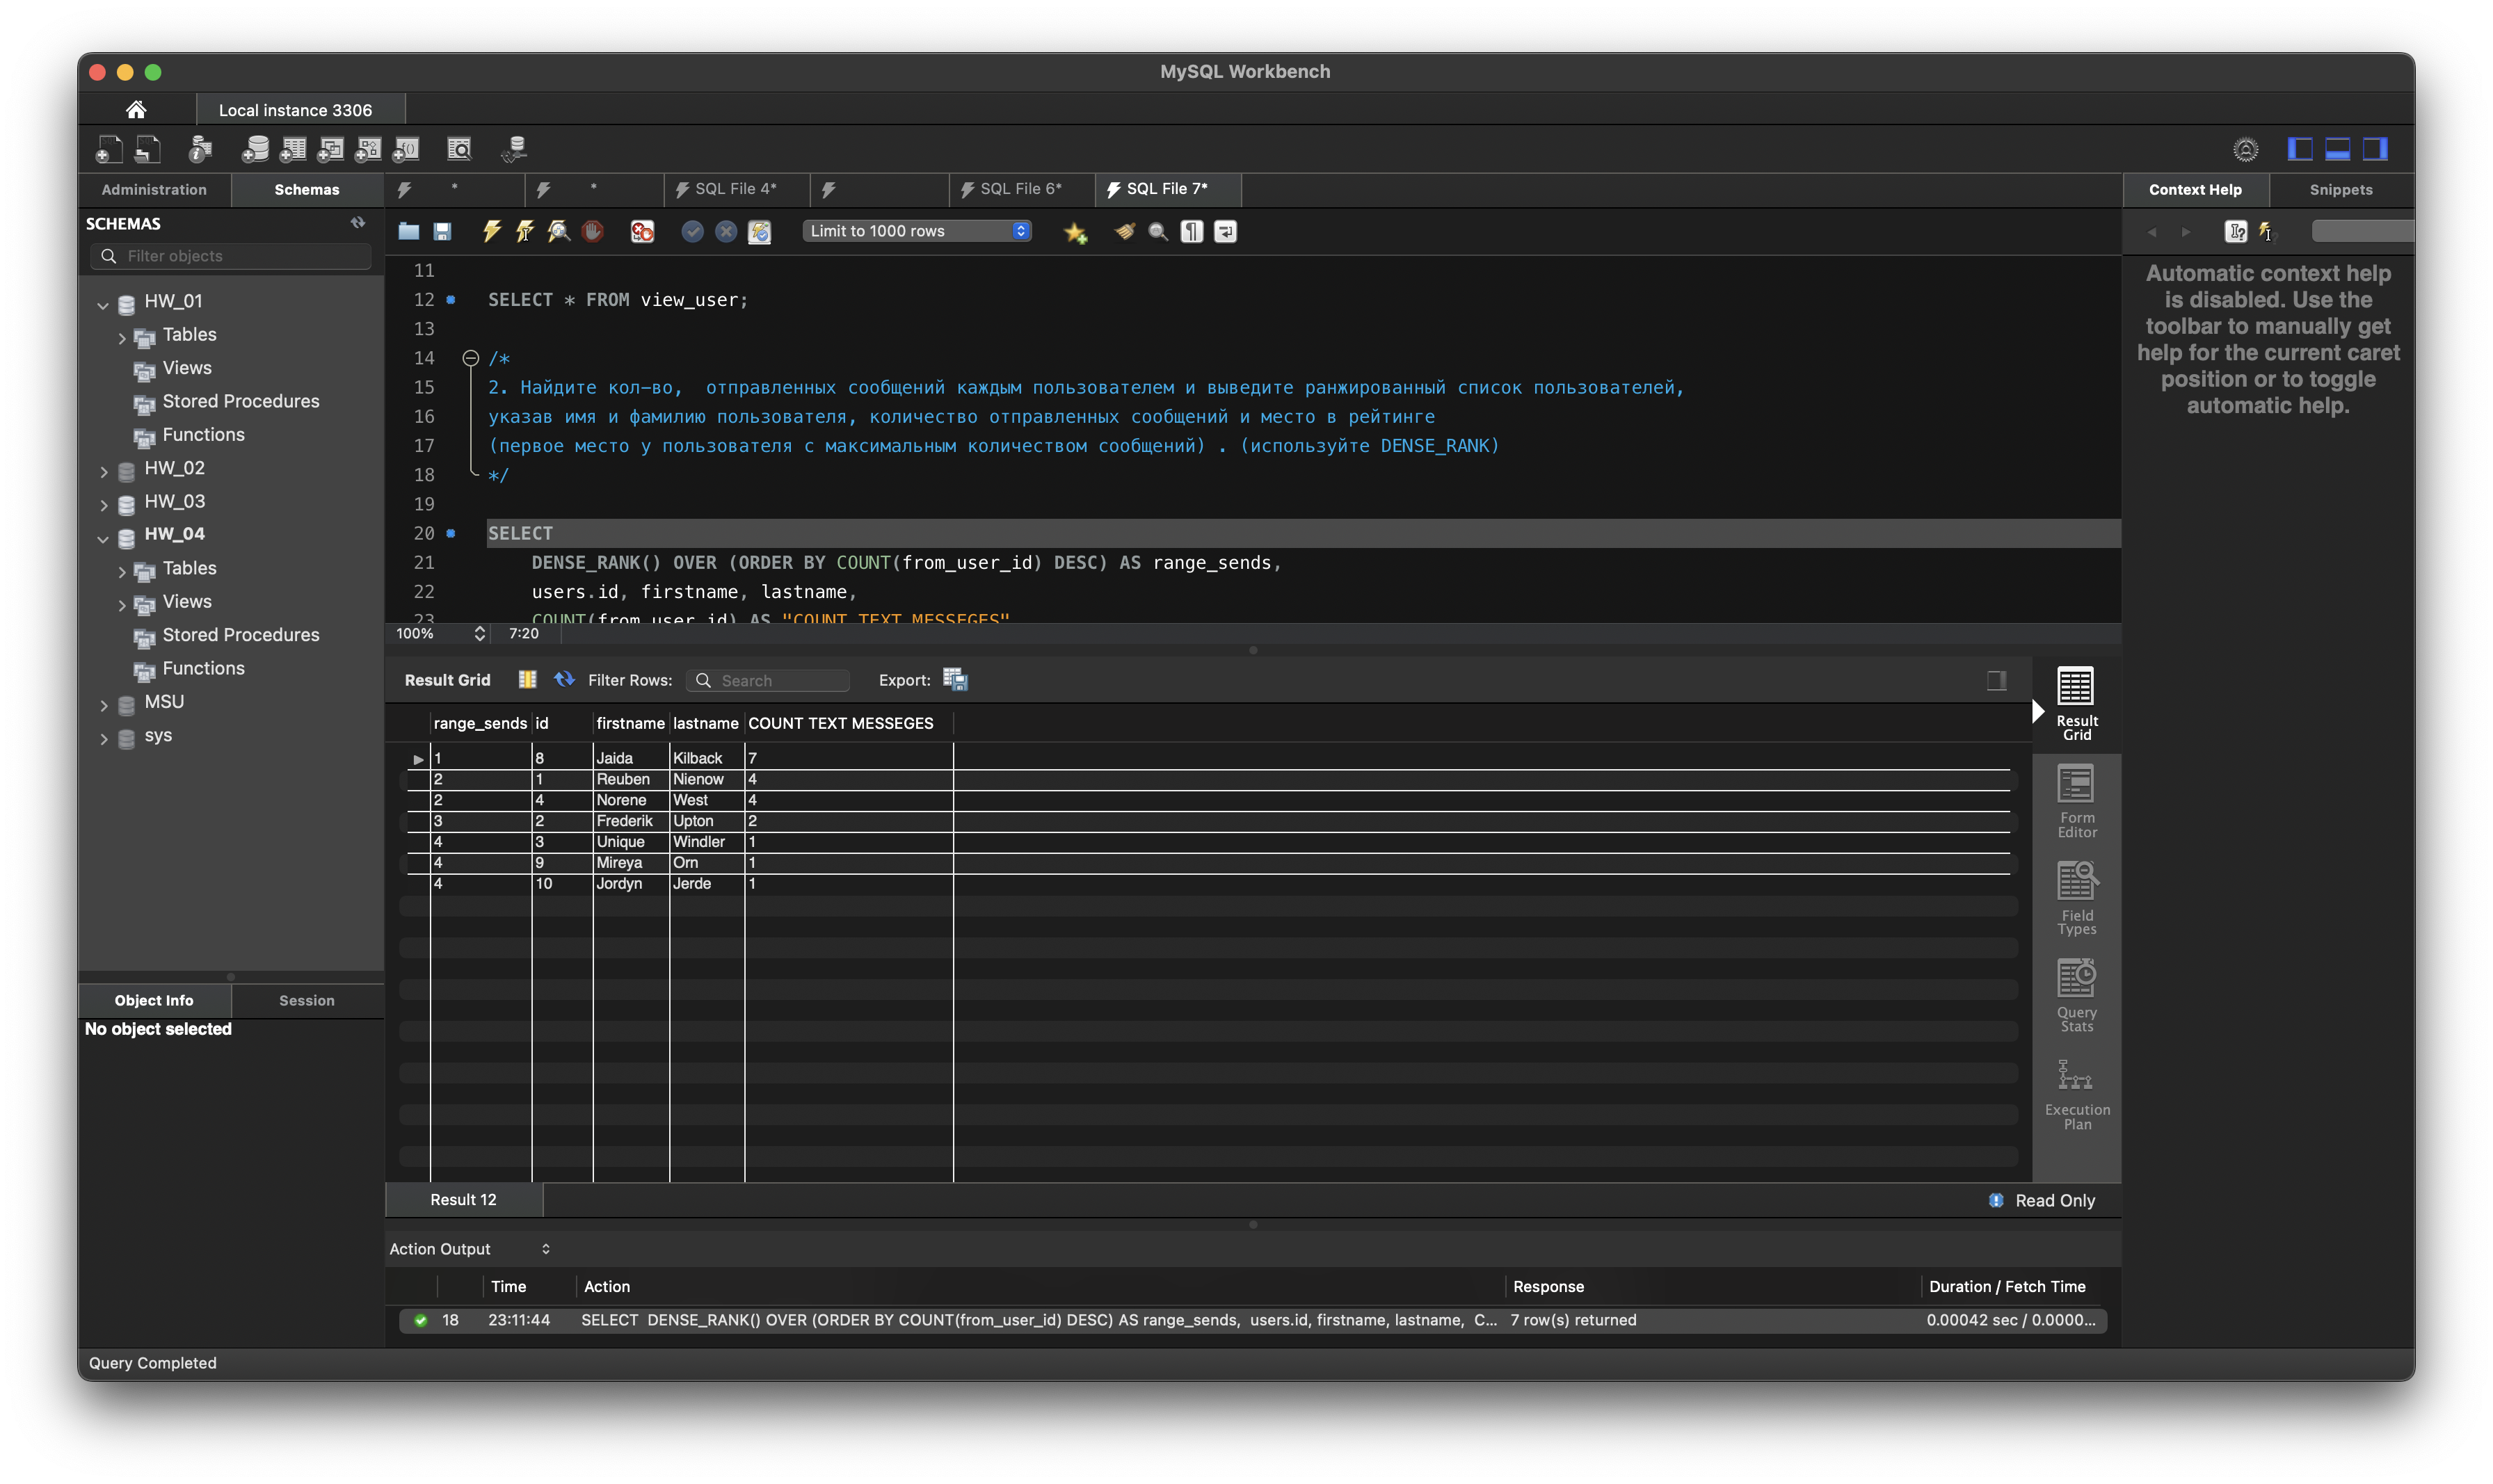 MySQL Workbench
Local instance 3306
Administration
Schemas
*
*
SQL File 4*
SQL File 6*
SQL File 7*
Context Help
Snippets
SCHEMAS
Filter objects
HW_01
Tables
Views
Stored Procedures
Functions
HW_02
HW_03
HW_04
Tables
Views
Stored Procedures
Functions
MSU
sys
Object Info
Session
No object selected
Limit to 1000 rows
11
12 SELECT * FROM view_user;
13
14 /*
15 2. Найдите кол-во,  отправленных сообщений каждым пользователем и выведите ранжированный список пользователей,
16 указав имя и фамилию пользователя, количество отправленных сообщений и место в рейтинге
17 (первое место у пользователя с максимальным количеством сообщений) . (используйте DENSE_RANK)
18 */
19
20 SELECT
21 DENSE_RANK() OVER (ORDER BY COUNT(from_user_id) DESC) AS range_sends,
22 users.id, firstname, lastname,
23 COUNT(from_user_id) AS "COUNT TEXT MESSEGES"
100% 7:20
Automatic context help
is disabled. Use the
toolbar to manually get
help for the current caret
position or to toggle
automatic help.
Result Grid Filter Rows: Search Export:
range_sends id firstname lastname COUNT TEXT MESSEGES
1 8 Jaida Kilback 7
2 1 Reuben Nienow 4
2 4 Norene West 4
3 2 Frederik Upton 2
4 3 Unique Windler 1
4 9 Mireya Orn 1
4 10 Jordyn Jerde 1
Result
Grid
Form
Editor
Field
Types
Query
Stats
Execution
Plan
Result 12
Read Only
Action Output
Time Action Response Duration / Fetch Time
18 23:11:44 SELECT  DENSE_RANK() OVER (ORDER BY COUNT(from_user_id) DESC) AS range_sends,  users.id, firstname, lastname,  C... 7 row(s) returned 0.00042 sec / 0.0000...
Query Completed